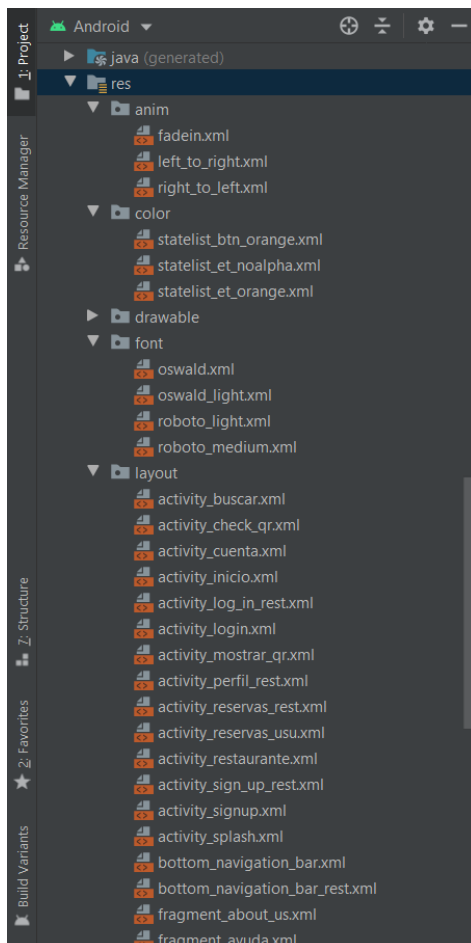 Android
java (generated)
res
anim
fadein.xml
left_to_right.xml
right_to_left.xml
color
statelist_btn_orange.xml
statelist_et_noalpha.xml
statelist_et_orange.xml
drawable
font
oswald.xml
oswald_light.xml
roboto_light.xml
roboto_medium.xml
layout
activity_buscar.xml
activity_check_qr.xml
activity_cuenta.xml
activity_inicio.xml
activity_log_in_rest.xml
activity_login.xml
activity_mostrar_qr.xml
activity_perfil_rest.xml
activity_reservas_rest.xml
activity_reservas_usu.xml
activity_restaurante.xml
activity_sign_up_rest.xml
activity_signup.xml
activity_splash.xml
bottom_navigation_bar.xml
bottom_navigation_bar_rest.xml
fragment_about_us.xml
fragment_ayuda.xml
1: Project
Resource Manager
7: Structure
2: Favorites
Build Variants